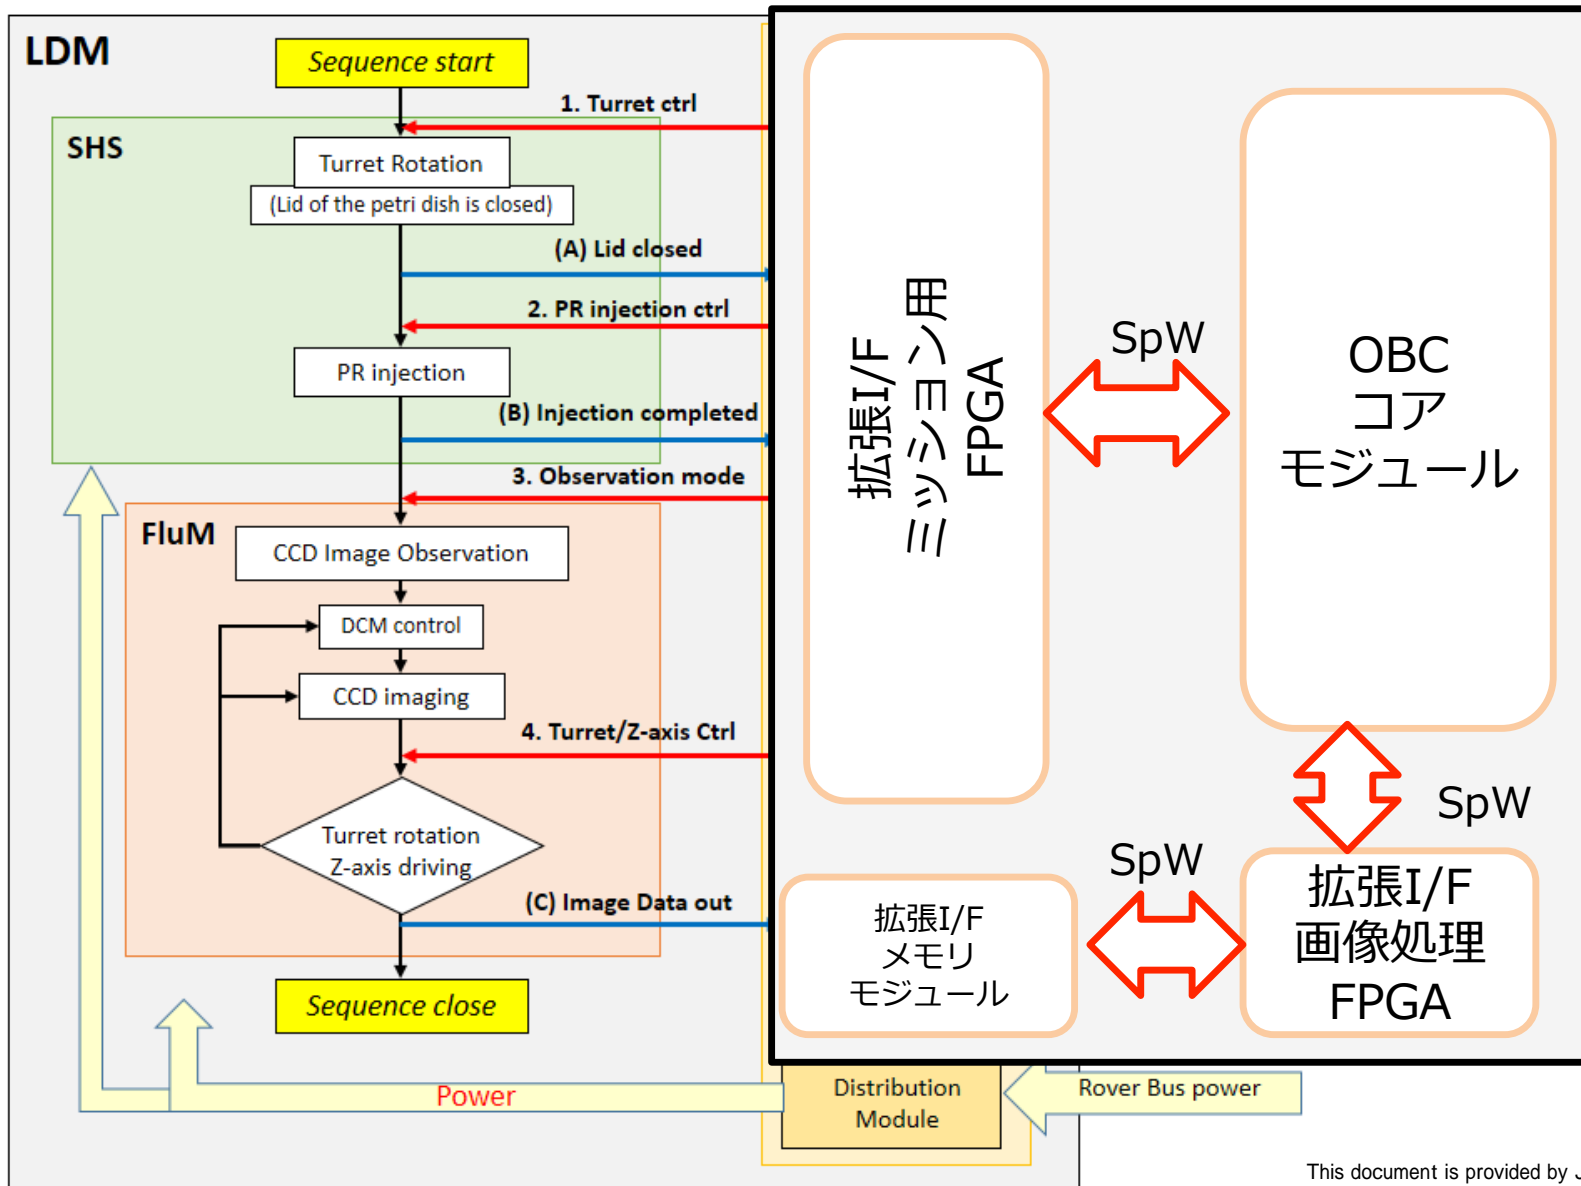 LDM
Sequence start
1. Turret ctrl
SHS
Turret Rotation
(Lid of the petri dish is closed)
(A) Lid closed
2. PR injection ctrl
PR injection
(B) Injection completed
3. Observation mode
FluM
CCD Image Observation
DCM control
CCD imaging
4. Turret/Z-axis Ctrl
Turret rotation
Z-axis driving
(C) Image Data out
Sequence close
Power
拡張I/F
ミッション用
FPGA
SpW
OBC
コア
モジュール
SpW
SpW
拡張I/F
メモリ
モジュール
拡張I/F
画像処理
FPGA
Distribution
Module
Rover Bus power
This document is provided by J